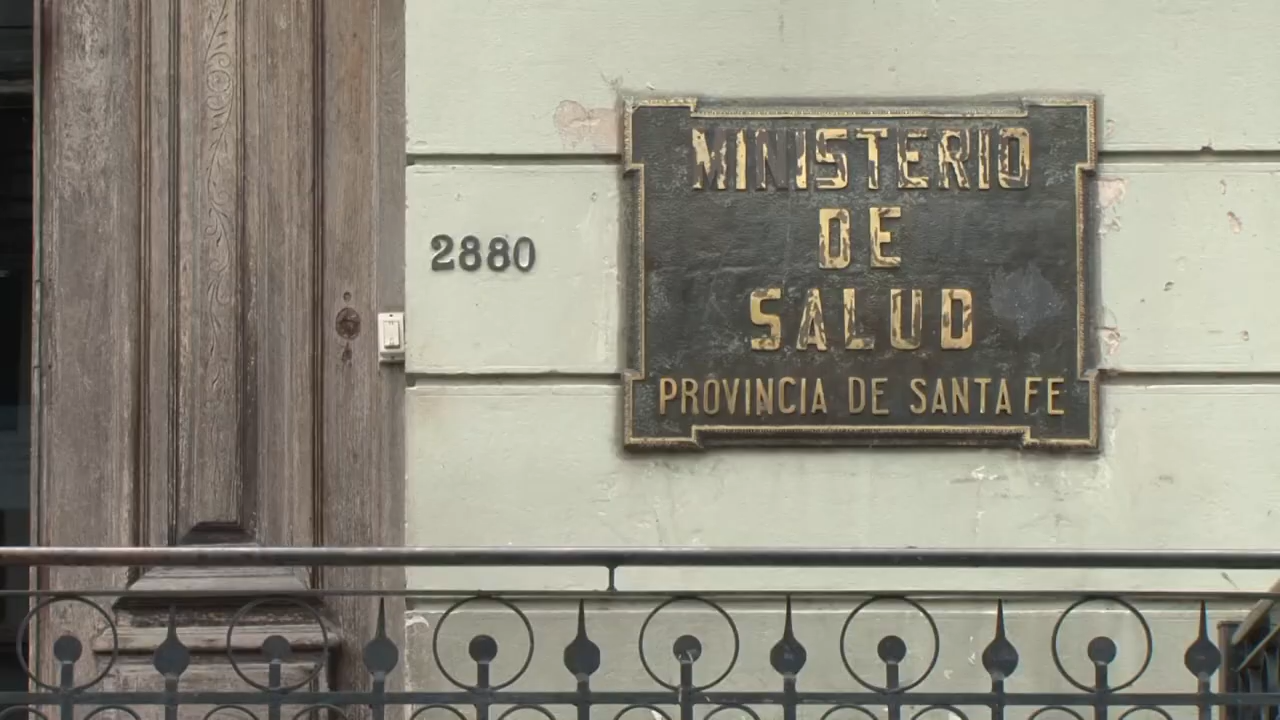 2880
MINISTERIO
DE
SALUD
PROVINCIA DE SANTA FE